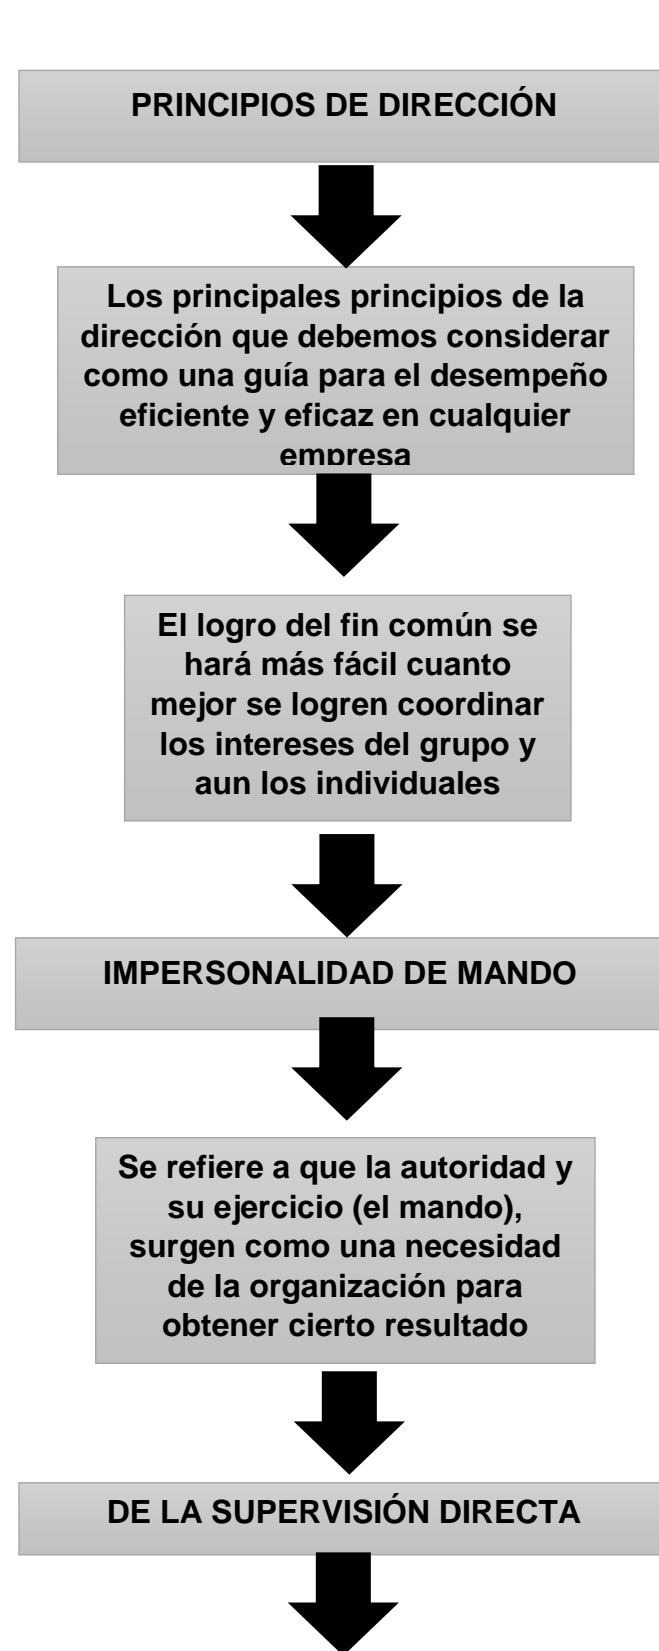 PRINCIPIOS DE DIRECCIÓN
Los principales principios de la
dirección que debemos considerar
como una guía para el desempeño
eficiente y eficaz en cualquier
empresa
El logro del fin común se
hará más fácil cuanto
mejor se logren coordinar
los intereses del grupo y
aun los individuales
IMPERSONALIDAD DE MANDO
Se refiere a que la autoridad y
su ejercicio (el mando),
surgen como una necesidad
de la organización para
obtener cierto resultado
DE LA SUPERVISIÓN DIRECTA